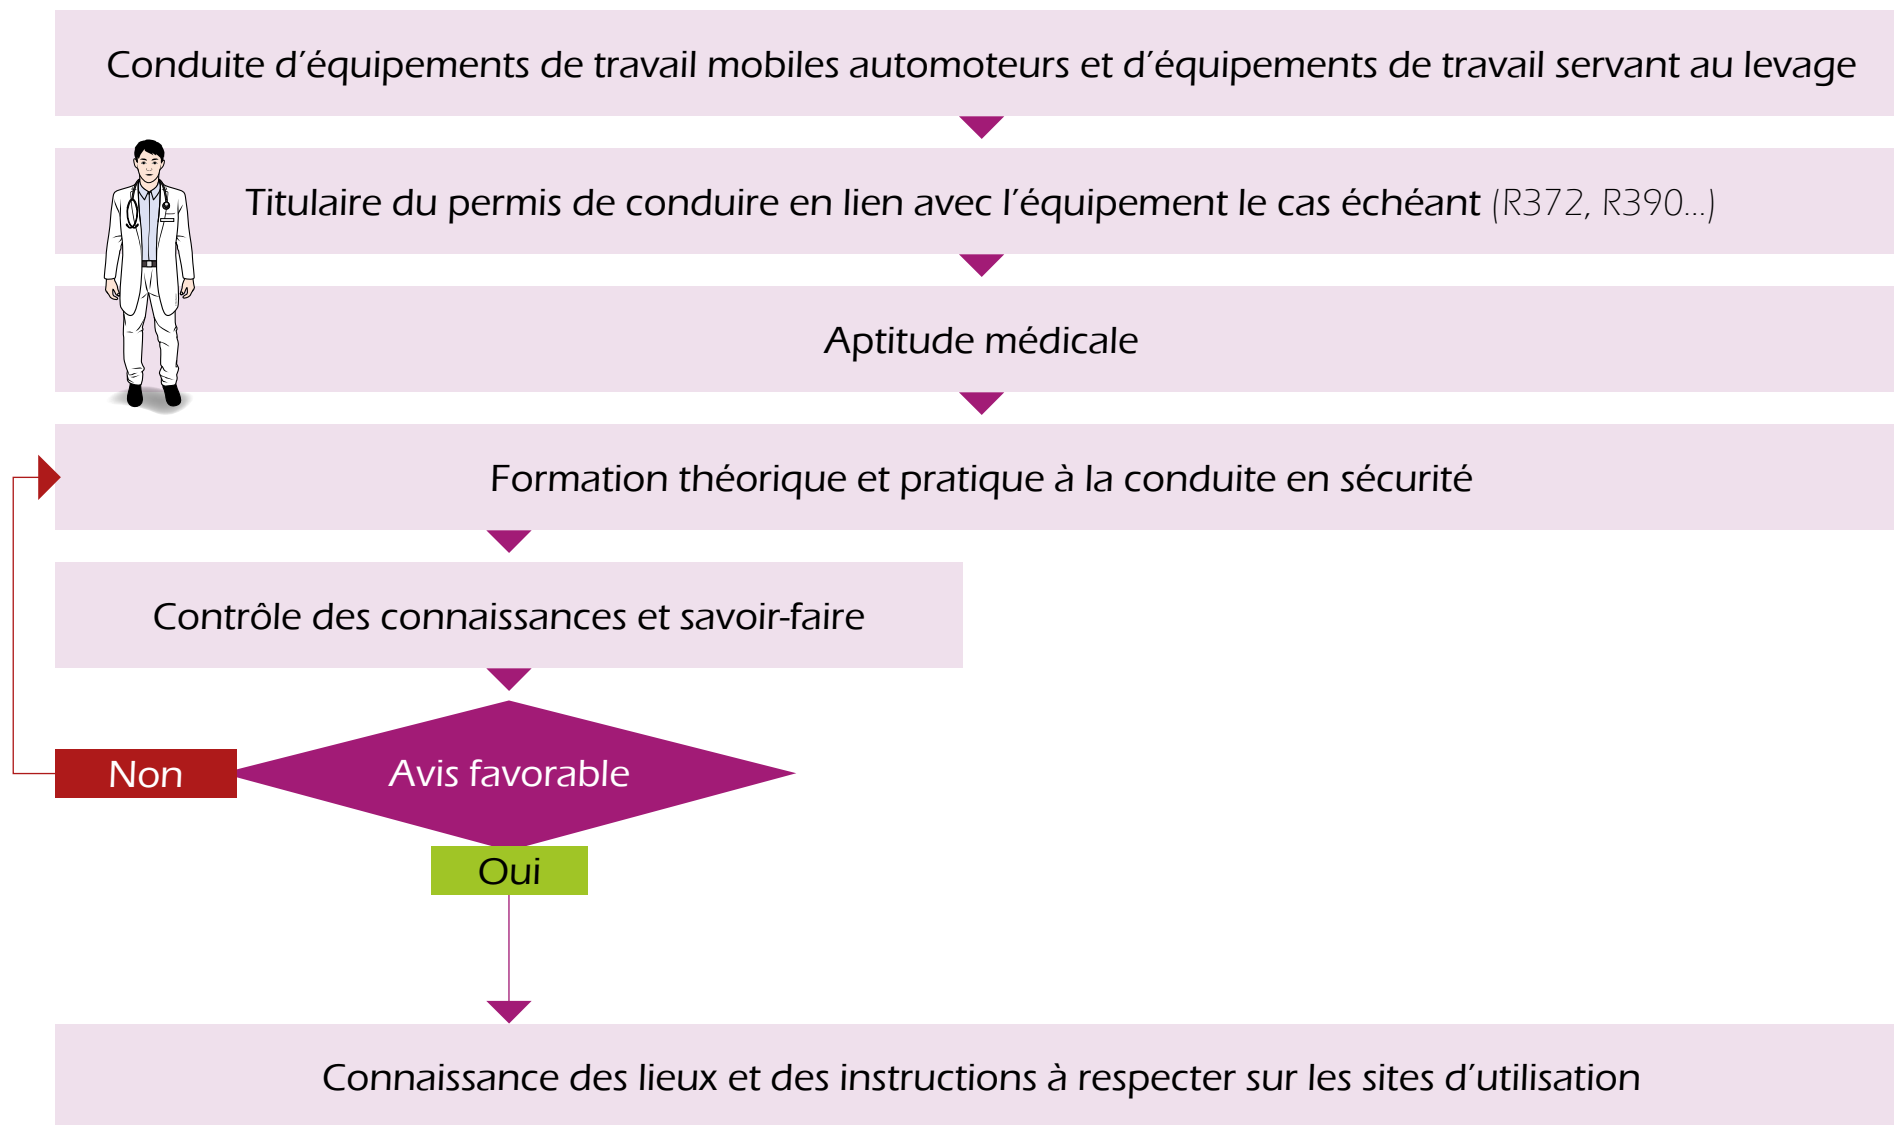 Conduite d’équipements de travail mobiles automoteurs et d’équipements de travail servant au levage
Titulaire du permis de conduire en lien avec l’équipement le cas échéant (R372, R390...)
Aptitude médicale
Formation théorique et pratique à la conduite en sécurité
Contrôle des connaissances et savoir-faire
Non
Avis favorable
Oui
Connaissance des lieux et des instructions à respecter sur les sites d’utilisation